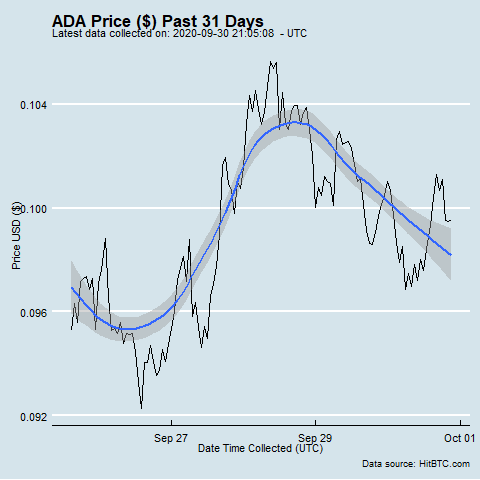 ADA Price ($) Past 31 Days
Latest data collected on: 2020-09-30 21:05:08 - UTC
0.104
0.100
0.096
0.092
Price USD ($)
Sep 27
Sep 29
Oct 01
Date Time Collected (UTC)
Data source: HitBTC.com